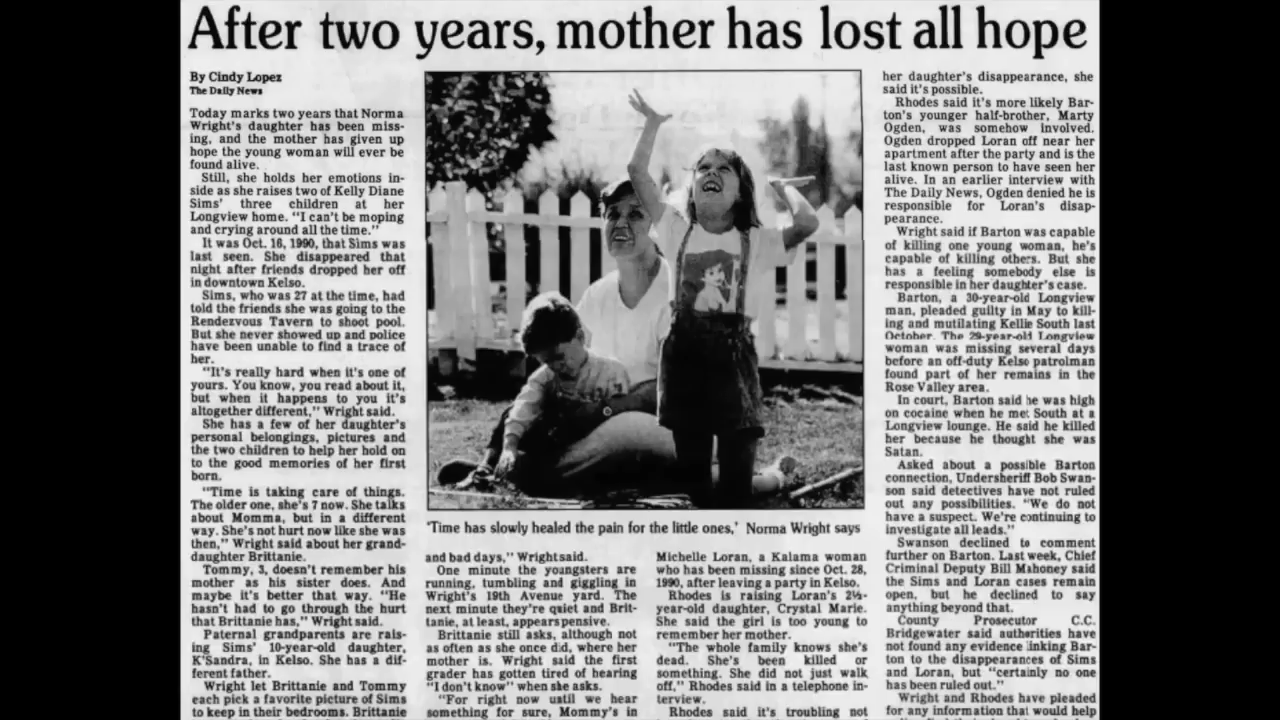 After two years, mother has lost all hope
By Cindy Lopez
The Daily News
Today marks two years that Norma
Wright's daughter has been miss-
ing, and the mother has given up
hope the young woman will ever be
found alive.
Still, she holds her emotions in-
side as she raises two of Kelly Diane
Sims' three children at her
Longview home. "I can't be moping
and crying around all the time."
It was Oct. 16, 1990, that Sims was
last seen. She disappeared that
night after friends dropped her off
in downtown Kelso.
Sims, who was 27 at the time, had
told the friends she was going to the
Rendezvous Tavern to shoot pool.
But she never showed up and police
have been unable to find a trace of
her.
"It's really hard when it's one of
yours. You know, you read about it,
but when it happens to you it's
altogether different," Wright said.
She has a few of her daughter's
personal belongings, pictures and
the two children to help her hold on
to the good memories of her first
born.
"Time is taking care of things.
The older one, she's 7 now. She talks
about Momma, but in a different
way. She's not hurt now like she was
then," Wright said about her grand-
daughter Brittanie.
Tommy, 3, doesn't remember his
mother as his sister does. And
maybe it's better that way. "He
hasn't had to go through the hurt
that Brittanie has," Wright said.
Paternal grandparents are rais-
ing Sims' 10-year-old daughter,
K'Sandra, in Kelso. She has a dif-
ferent father.
Wright let Brittanie and Tommy
each pick a favorite picture of Sims
to keep in their bedrooms. Brittanie
'Time has slowly healed the pain for the little ones,' Norma Wright says
and bad days," Wright said.
One minute the youngsters are
running, tumbling and giggling in
Wright's 19th Avenue yard. The
next minute they're quiet and Brit-
tanie, at least, appears pensive.
Brittanie still asks, although not
as often as she once did, where her
mother is. Wright said the first
grader has gotten tired of hearing
"I don't know" when she asks.
"For right now until we hear
something for sure, Mommy's in
Michelle Loran, a Kalama woman
who has been missing since Oct. 28,
1990, after leaving a party in Kelso.
Rhodes is raising Loran's 2½-
year-old daughter, Crystal Marie.
She said the girl is too young to
remember her mother.
"The whole family knows she's
dead. She's been killed or
something. She did not just walk
off," Rhodes said in a telephone in-
terview.
Rhodes said it's troubling not
her daughter's disappearance, she
said it's possible.
Rhodes said it's more likely Bar-
ton's younger half-brother, Marty
Ogden, was somehow involved.
Ogden dropped Loran off near her
apartment after the party and is the
last known person to have seen her
alive. In an earlier interview with
The Daily News, Ogden denied he is
responsible for Loran's disap-
pearance.
Wright said if Barton was capable
of killing one young woman, he's
capable of killing others. But she
has a feeling somebody else is
responsible in her daughter's case.
Barton, a 30-year-old Longview
man, pleaded guilty in May to kill-
ing and mutilating Kellie South last
October. The 29-year-old Longview
woman was missing several days
before an off-duty Kelso patrolman
found part of her remains in the
Rose Valley area.
In court, Barton said he was high
on cocaine when he met South at a
Longview lounge. He said he killed
her because he thought she was
Satan.
Asked about a possible Barton
connection, Undersheriff Bob Swan-
son said detectives have not ruled
out any possibilities. "We do not
have a suspect. We're continuing to
investigate all leads."
Swanson declined to comment
further on Barton. Last week, Chief
Criminal Deputy Bill Mahoney said
the Sims and Loran cases remain
open, but he declined to say
anything beyond that.
County Prosecutor C.C.
Bridgewater said authorities have
not found any evidence linking Bar-
ton to the disappearances of Sims
and Loran, but "certainly no one
has been ruled out."
Wright and Rhodes have pleaded
for any information that would help